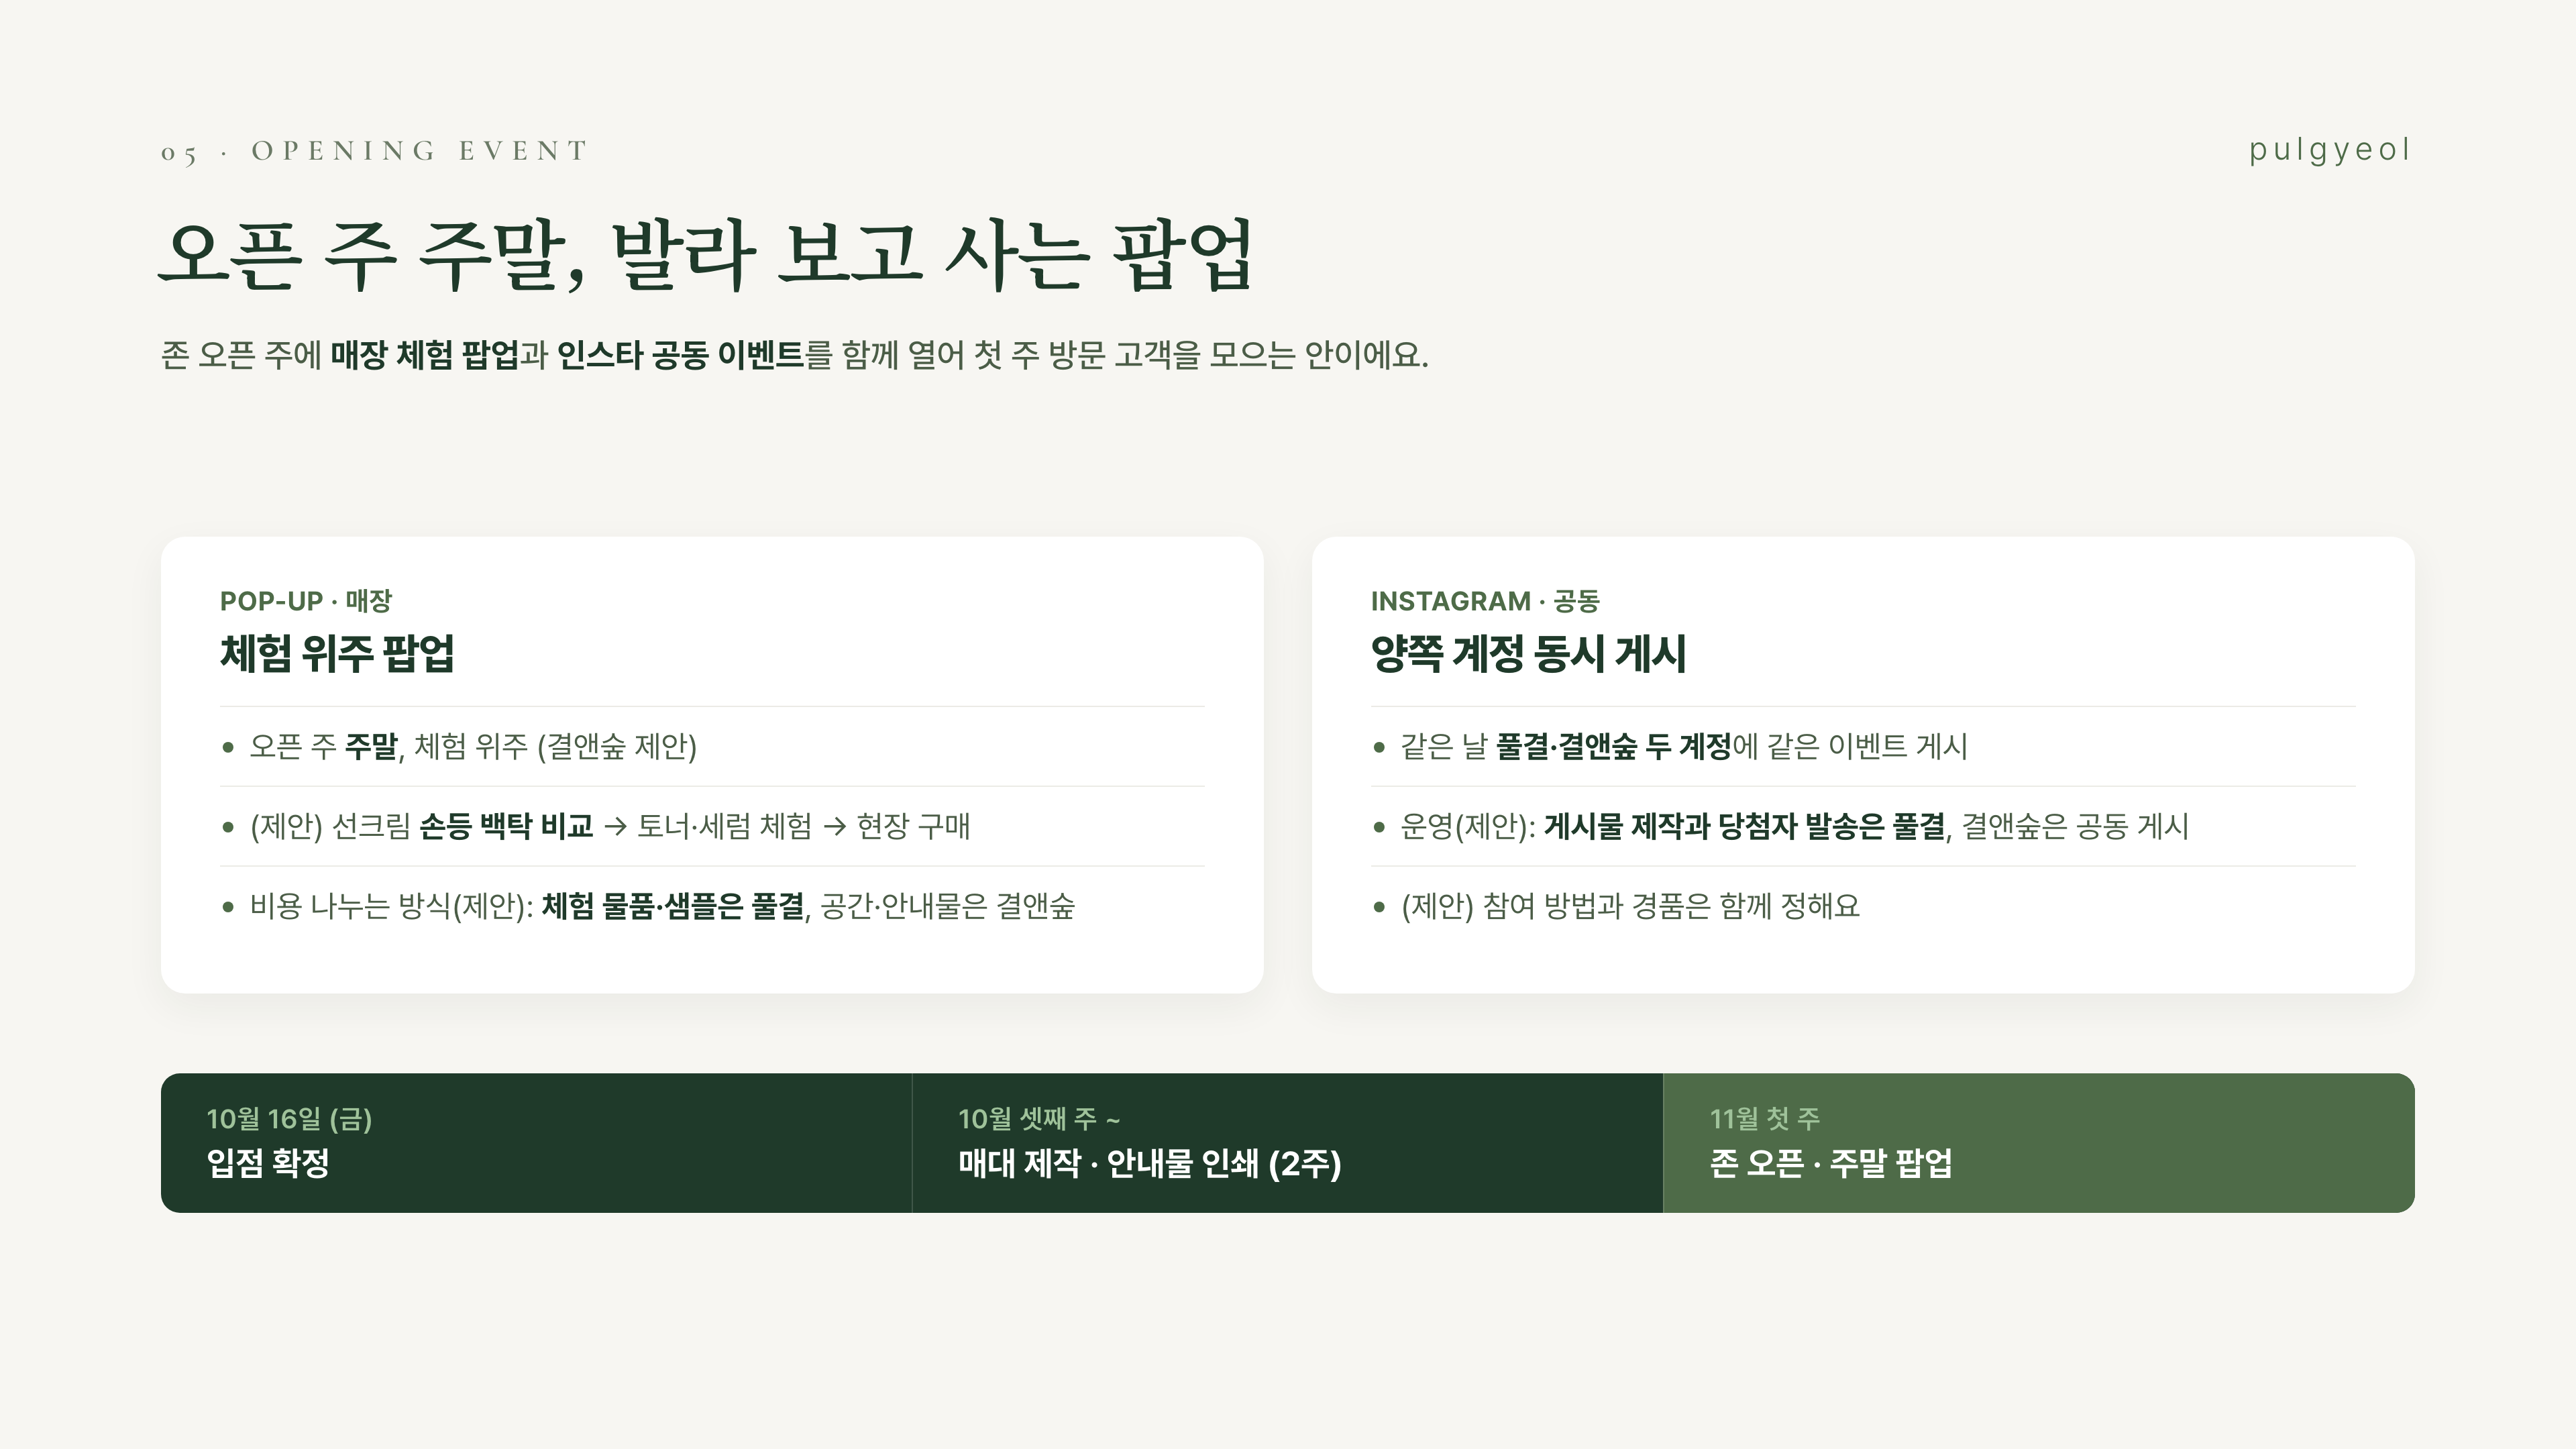 05 · OPENING EVENT
pulgyeol
오픈 주 주말, 발라 보고 사는 팝업
존 오픈 주에 매장 체험 팝업과 인스타 공동 이벤트를 함께 열어 첫 주 방문 고객을 모으는 안이에요.
POP-UP · 매장
체험 위주 팝업
• 오픈 주 주말, 체험 위주 (결앤숲 제안)
• (제안) 선크림 손등 백탁 비교 → 토너·세럼 체험 → 현장 구매
• 비용 나누는 방식(제안): 체험 물품·샘플은 풀결, 공간·안내물은 결앤숲
INSTAGRAM · 공동
양쪽 계정 동시 게시
• 같은 날 풀결·결앤숲 두 계정에 같은 이벤트 게시
• 운영(제안): 게시물 제작과 당첨자 발송은 풀결, 결앤숲은 공동 게시
• (제안) 참여 방법과 경품은 함께 정해요
10월 16일 (금)
입점 확정
10월 셋째 주 ~
매대 제작 · 안내물 인쇄 (2주)
11월 첫 주
존 오픈 · 주말 팝업